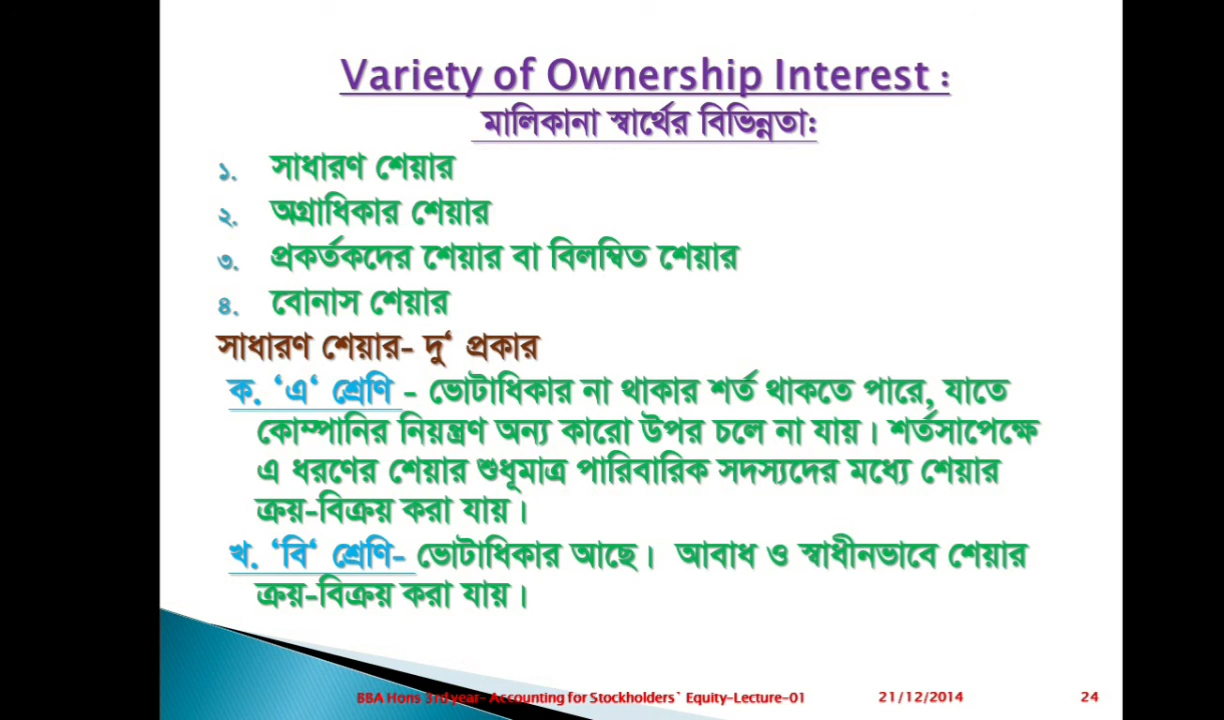 Variety of Ownership Interest :
মালিকানা স্বার্থের বিভিন্নতা:
১. সাধারণ শেয়ার
২. অগ্রাধিকার শেয়ার
৩. প্রকর্তকদের শেয়ার বা বিলম্বিত শেয়ার
৪. বোনাস শেয়ার
সাধারণ শেয়ার- দু‘ প্রকার
ক. ‘এ‘ শ্রেণি - ভোটাধিকার না থাকার শর্ত থাকতে পারে, যাতে
কোম্পানির নিয়ন্ত্রণ অন্য কারো উপর চলে না যায়। শর্তসাপেক্ষে
এ ধরণের শেয়ার শুধূমাত্র পারিবারিক সদস্যদের মধ্যে শেয়ার
ক্রয়-বিক্রয় করা যায়।
খ. ‘বি‘ শ্রেণি- ভোটাধিকার আছে। আবাধ ও স্বাধীনভাবে শেয়ার
ক্রয়-বিক্রয় করা যায়।
BBA Hons 3rdyear- Accounting for Stockholders` Equity-Lecture-01 21/12/2014 24